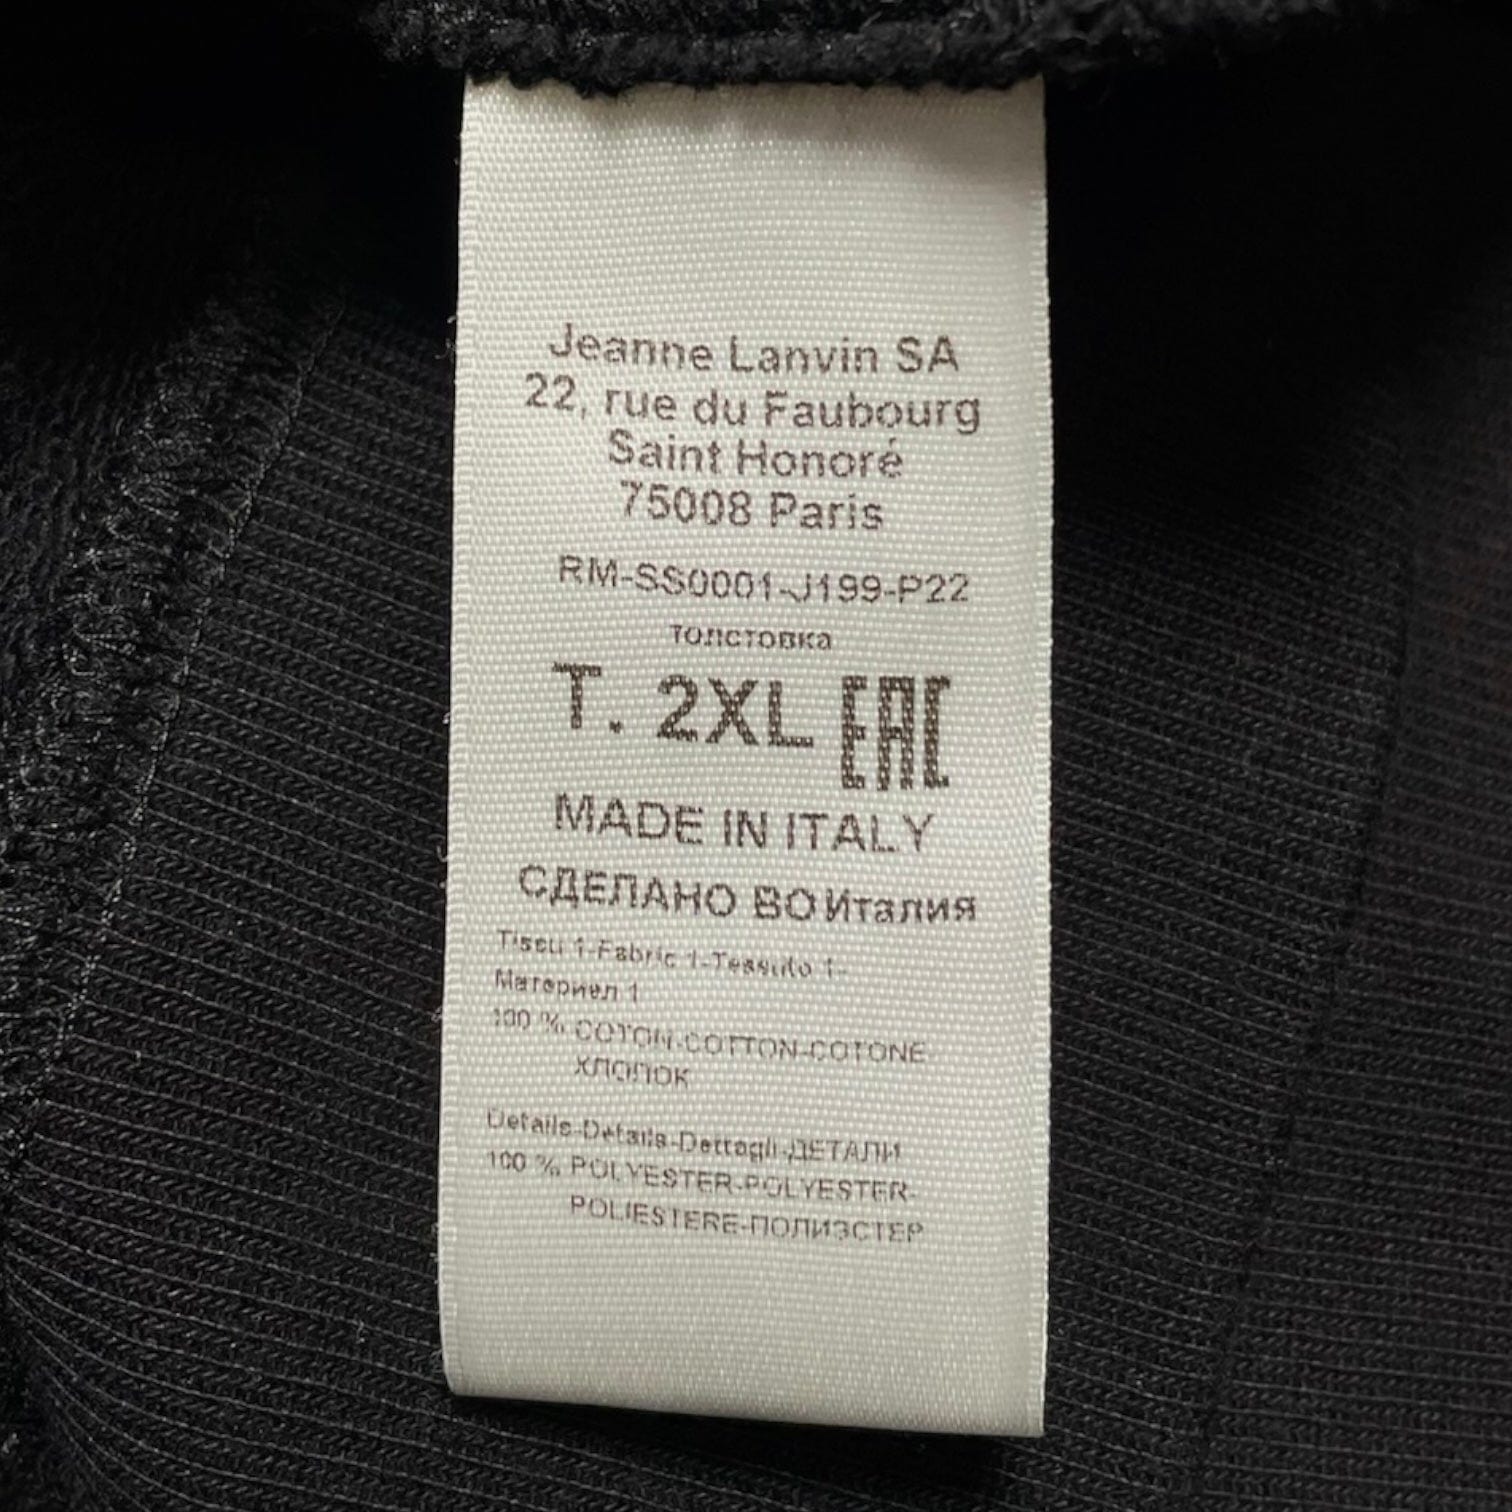 Jeanne Lanvin SA
22, rue du Faubourg
Saint Honoré
75008 Paris
RM-SS0001-J199-P22
толстовка
T. 2XL EAC
MADE IN ITALY
СДЕЛАНО ВО Италия
Tissu 1-Fabric 1-Tessuto 1-
Материел 1
100 % COTON-COTTON-COTONE
ХЛОПОК
Details-Details-Dettagli-ДЕТАЛИ
100 % POLYESTER-POLYESTER-
POLIESTERE-ПОЛИЭСТЕР